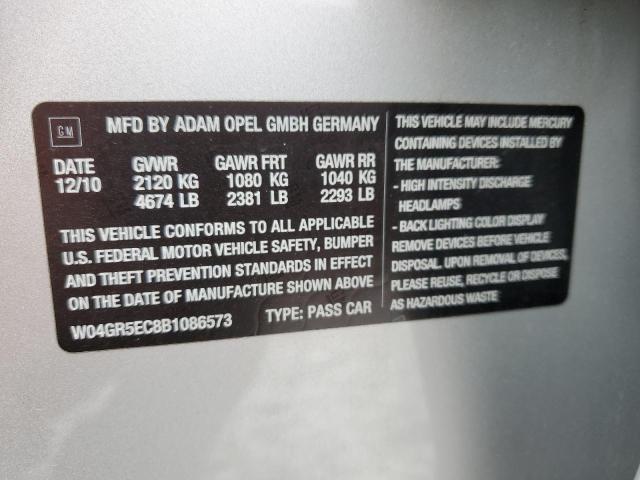 GM
MFD BY ADAM OPEL GMBH GERMANY
DATE GVWR GAWR FRT GAWR RR
12/10 2120 KG 1080 KG 1040 KG
4674 LB 2381 LB 2293 LB
THIS VEHICLE CONFORMS TO ALL APPLICABLE
U.S. FEDERAL MOTOR VEHICLE SAFETY, BUMPER
AND THEFT PREVENTION STANDARDS IN EFFECT
ON THE DATE OF MANUFACTURE SHOWN ABOVE
W04GR5EC8B1086573 TYPE: PASS CAR
THIS VEHICLE MAY INCLUDE MERCURY
CONTAINING DEVICES INSTALLED BY
THE MANUFACTURER:
- HIGH INTENSITY DISCHARGE
HEADLAMPS
- BACK LIGHTING COLOR DISPLAY
REMOVE DEVICES BEFORE VEHICLE
DISPOSAL. UPON REMOVAL OF DEVICES,
PLEASE REUSE, RECYCLE OR DISPOSE
AS HAZARDOUS WASTE